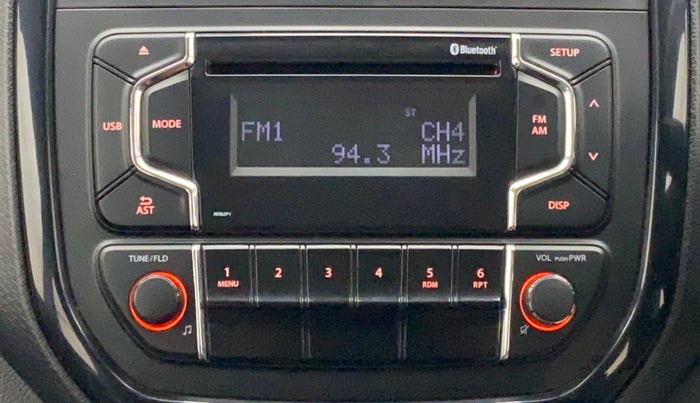 Bluetooth
SETUP
USB
MODE
ST
FM1 CH4
94.3 MHz
FM
AM
AST
DISP
TUNE/FLD
VOL PUSH PWR
1 2 3 4 5 6
MENU RDM RPT